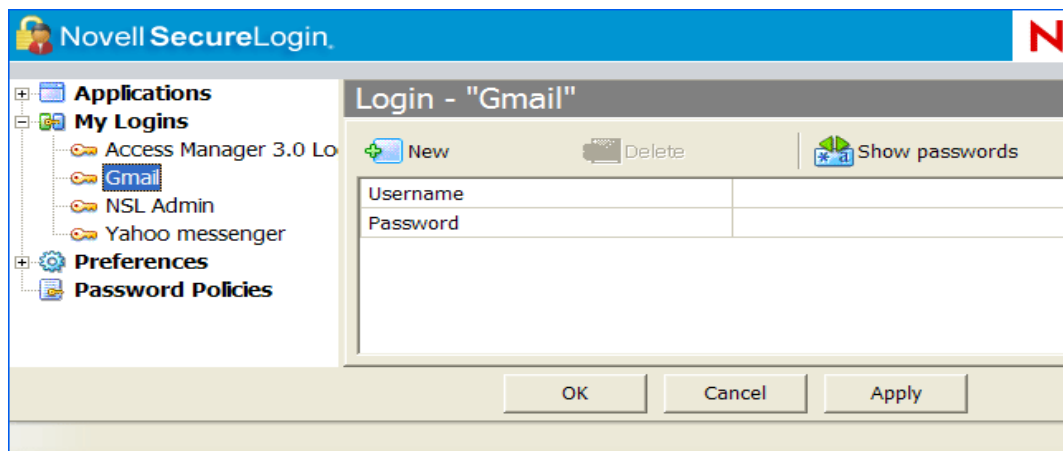 Novell SecureLogin.
N
Applications
My Logins
Access Manager 3.0 Lo
Gmail
NSL Admin
Yahoo messenger
Preferences
Password Policies
Login - "Gmail"
New
Delete
Show passwords
Username
Password
OK
Cancel
Apply